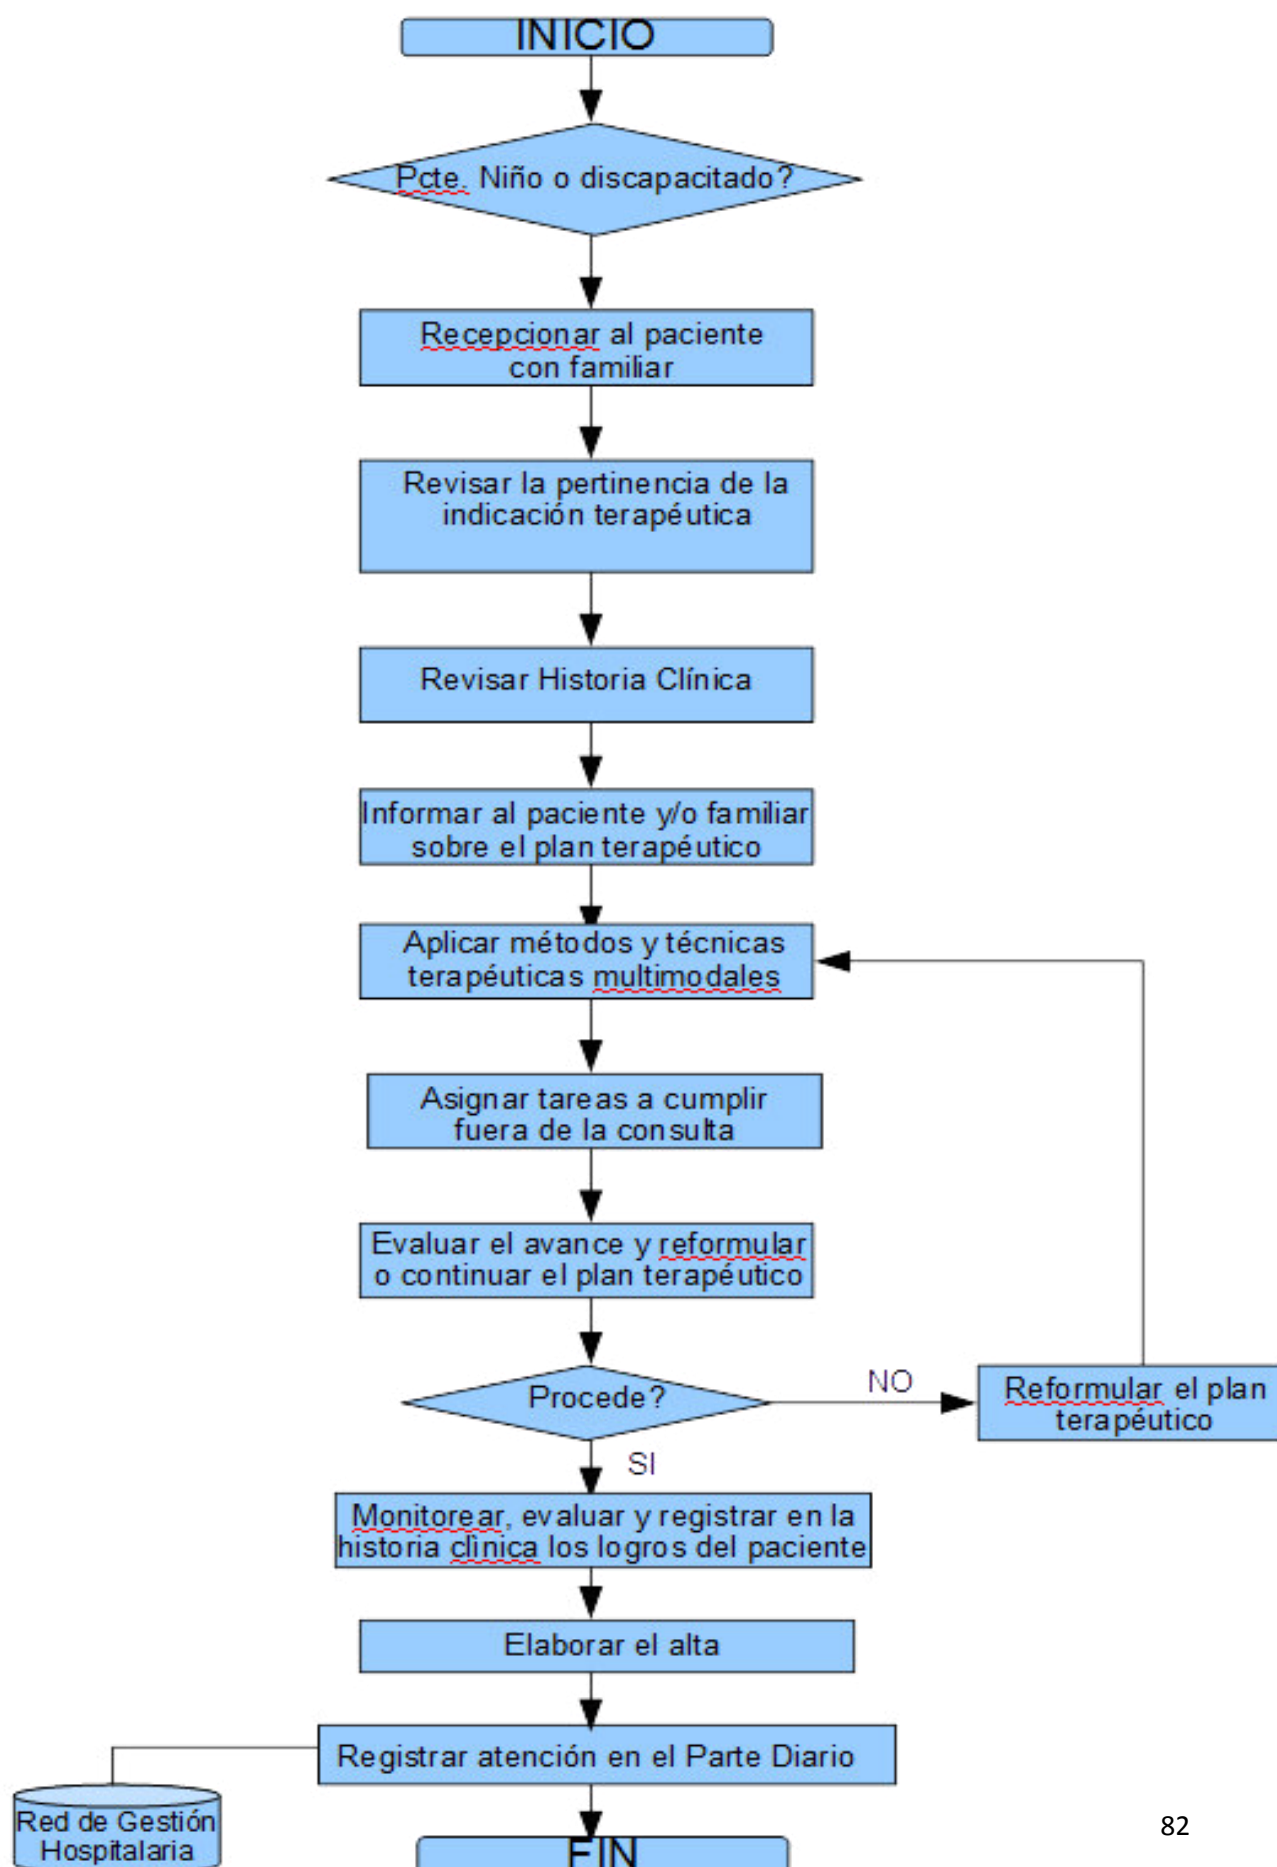 INICIO
Pcte. Niño o discapacitado?
Recepcionar al paciente
con familiar
Revisar la pertinencia de la
indicación terapéutica
Revisar Historia Clínica
Informar al paciente y/o familiar
sobre el plan terapéutico
Aplicar métodos y técnicas
terapéuticas multimodales
Asignar tareas a cumplir
fuera de la consulta
Evaluar el avance y reformular
o continuar el plan terapéutico
Procede?
NO
Reformular el plan
terapéutico
SI
Monitorear, evaluar y registrar en la
historia clìnica los logros del paciente
Elaborar el alta
Registrar atención en el Parte Diario
Red de Gestión
Hospitalaria
FIN
82